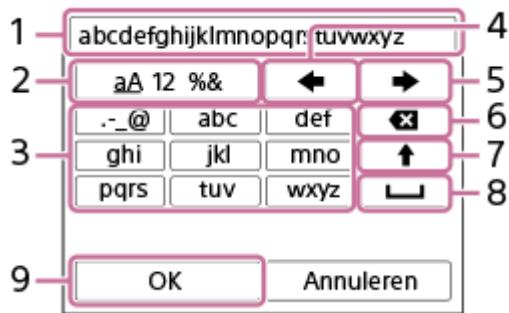 4
1 abcdefghijklmnopqrstuvwxyz
2 aA 12 %& 5
.-_@ abc def 6
3 ghi jkl mno 7
pqrs tuv wxyz 8
9 OK Annuleren